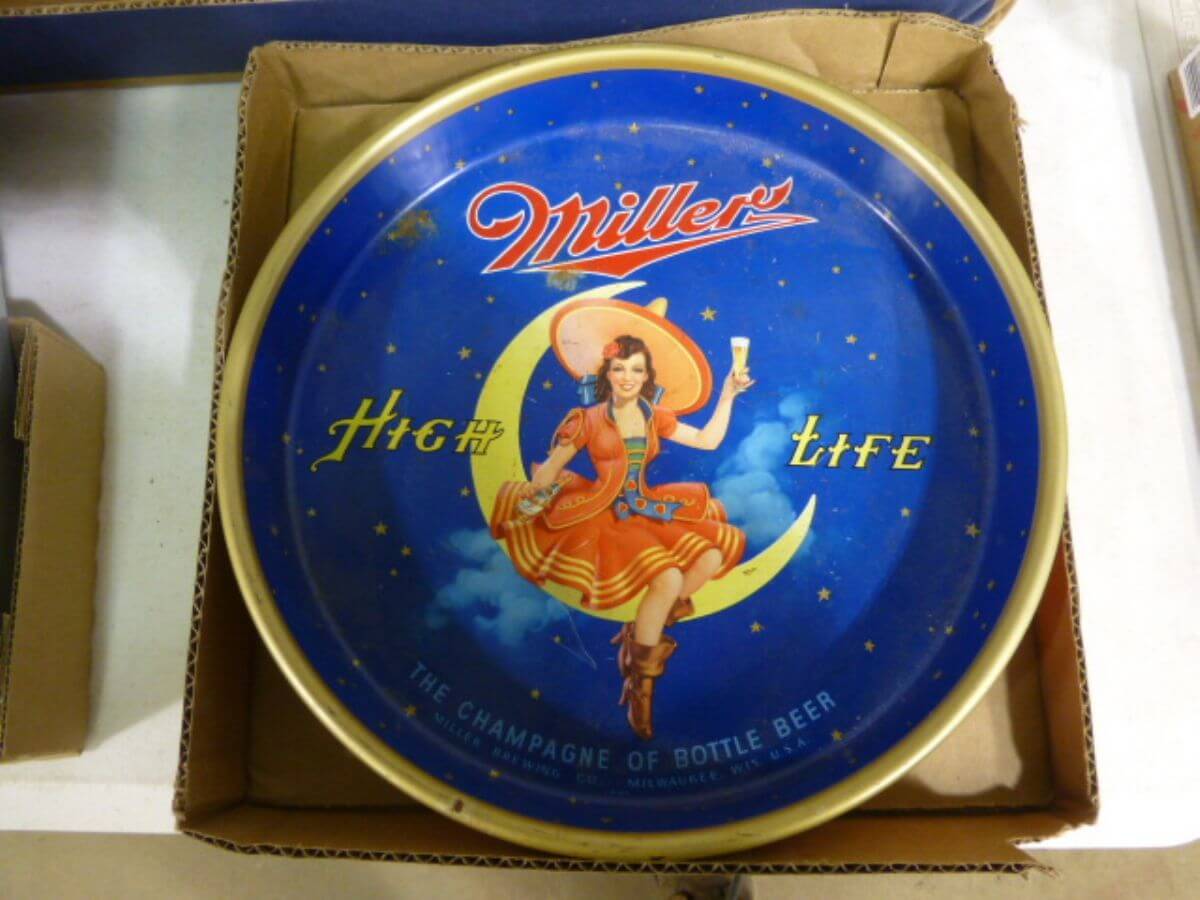 Miller
HIGH LIFE
THE CHAMPAGNE OF BOTTLE BEER
MILLER BREWING CO., MILWAUKEE, WIS. U.S.A.